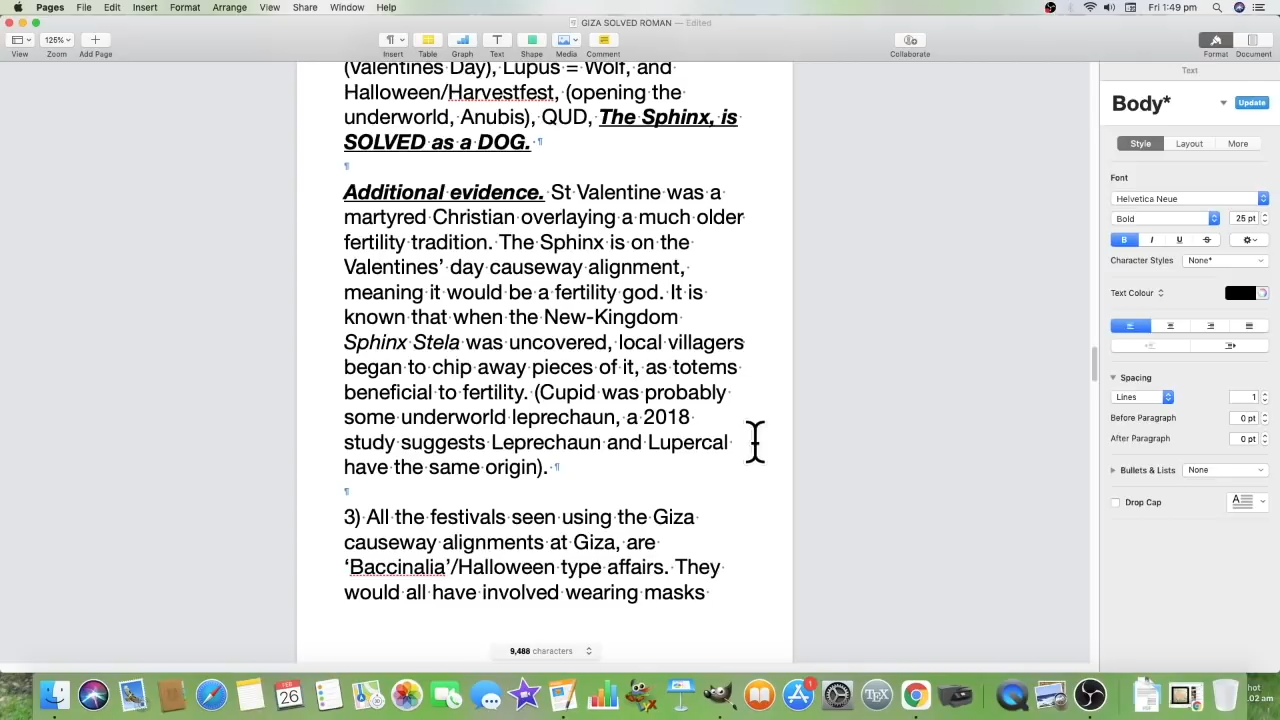 Pages File Edit Insert Format Arrange View Share Window Help Fri 1:49 pm
GIZA SOLVED ROMAN — Edited
125%
View Zoom Add Page Insert Table Graph Text Shape Media Comment Collaborate Format Document
(Valentines Day), Lupus = Wolf, and
Halloween/Harvestfest, (opening the
underworld, Anubis), QUD, The Sphinx, is
SOLVED as a DOG.
Additional evidence. St Valentine was a
martyred Christian overlaying a much older
fertility tradition. The Sphinx is on the
Valentines’ day causeway alignment,
meaning it would be a fertility god. It is
known that when the New-Kingdom
Sphinx Stela was uncovered, local villagers
began to chip away pieces of it, as totems
beneficial to fertility. (Cupid was probably
some underworld leprechaun, a 2018
study suggests Leprechaun and Lupercal
have the same origin).
3) All the festivals seen using the Giza
causeway alignments at Giza, are
‘Baccinalia’/Halloween type affairs. They
would all have involved wearing masks
9,488 characters
Text
Body* Update
Style Layout More
Font
Helvetica Neue
Bold 25 pt
B I U S
Character Styles None*
Text Colour
Spacing
Lines 1
Before Paragraph 0 pt
After Paragraph 0 pt
Bullets & Lists None
Drop Cap
FEB
26
TEX
1
hot
.02 am